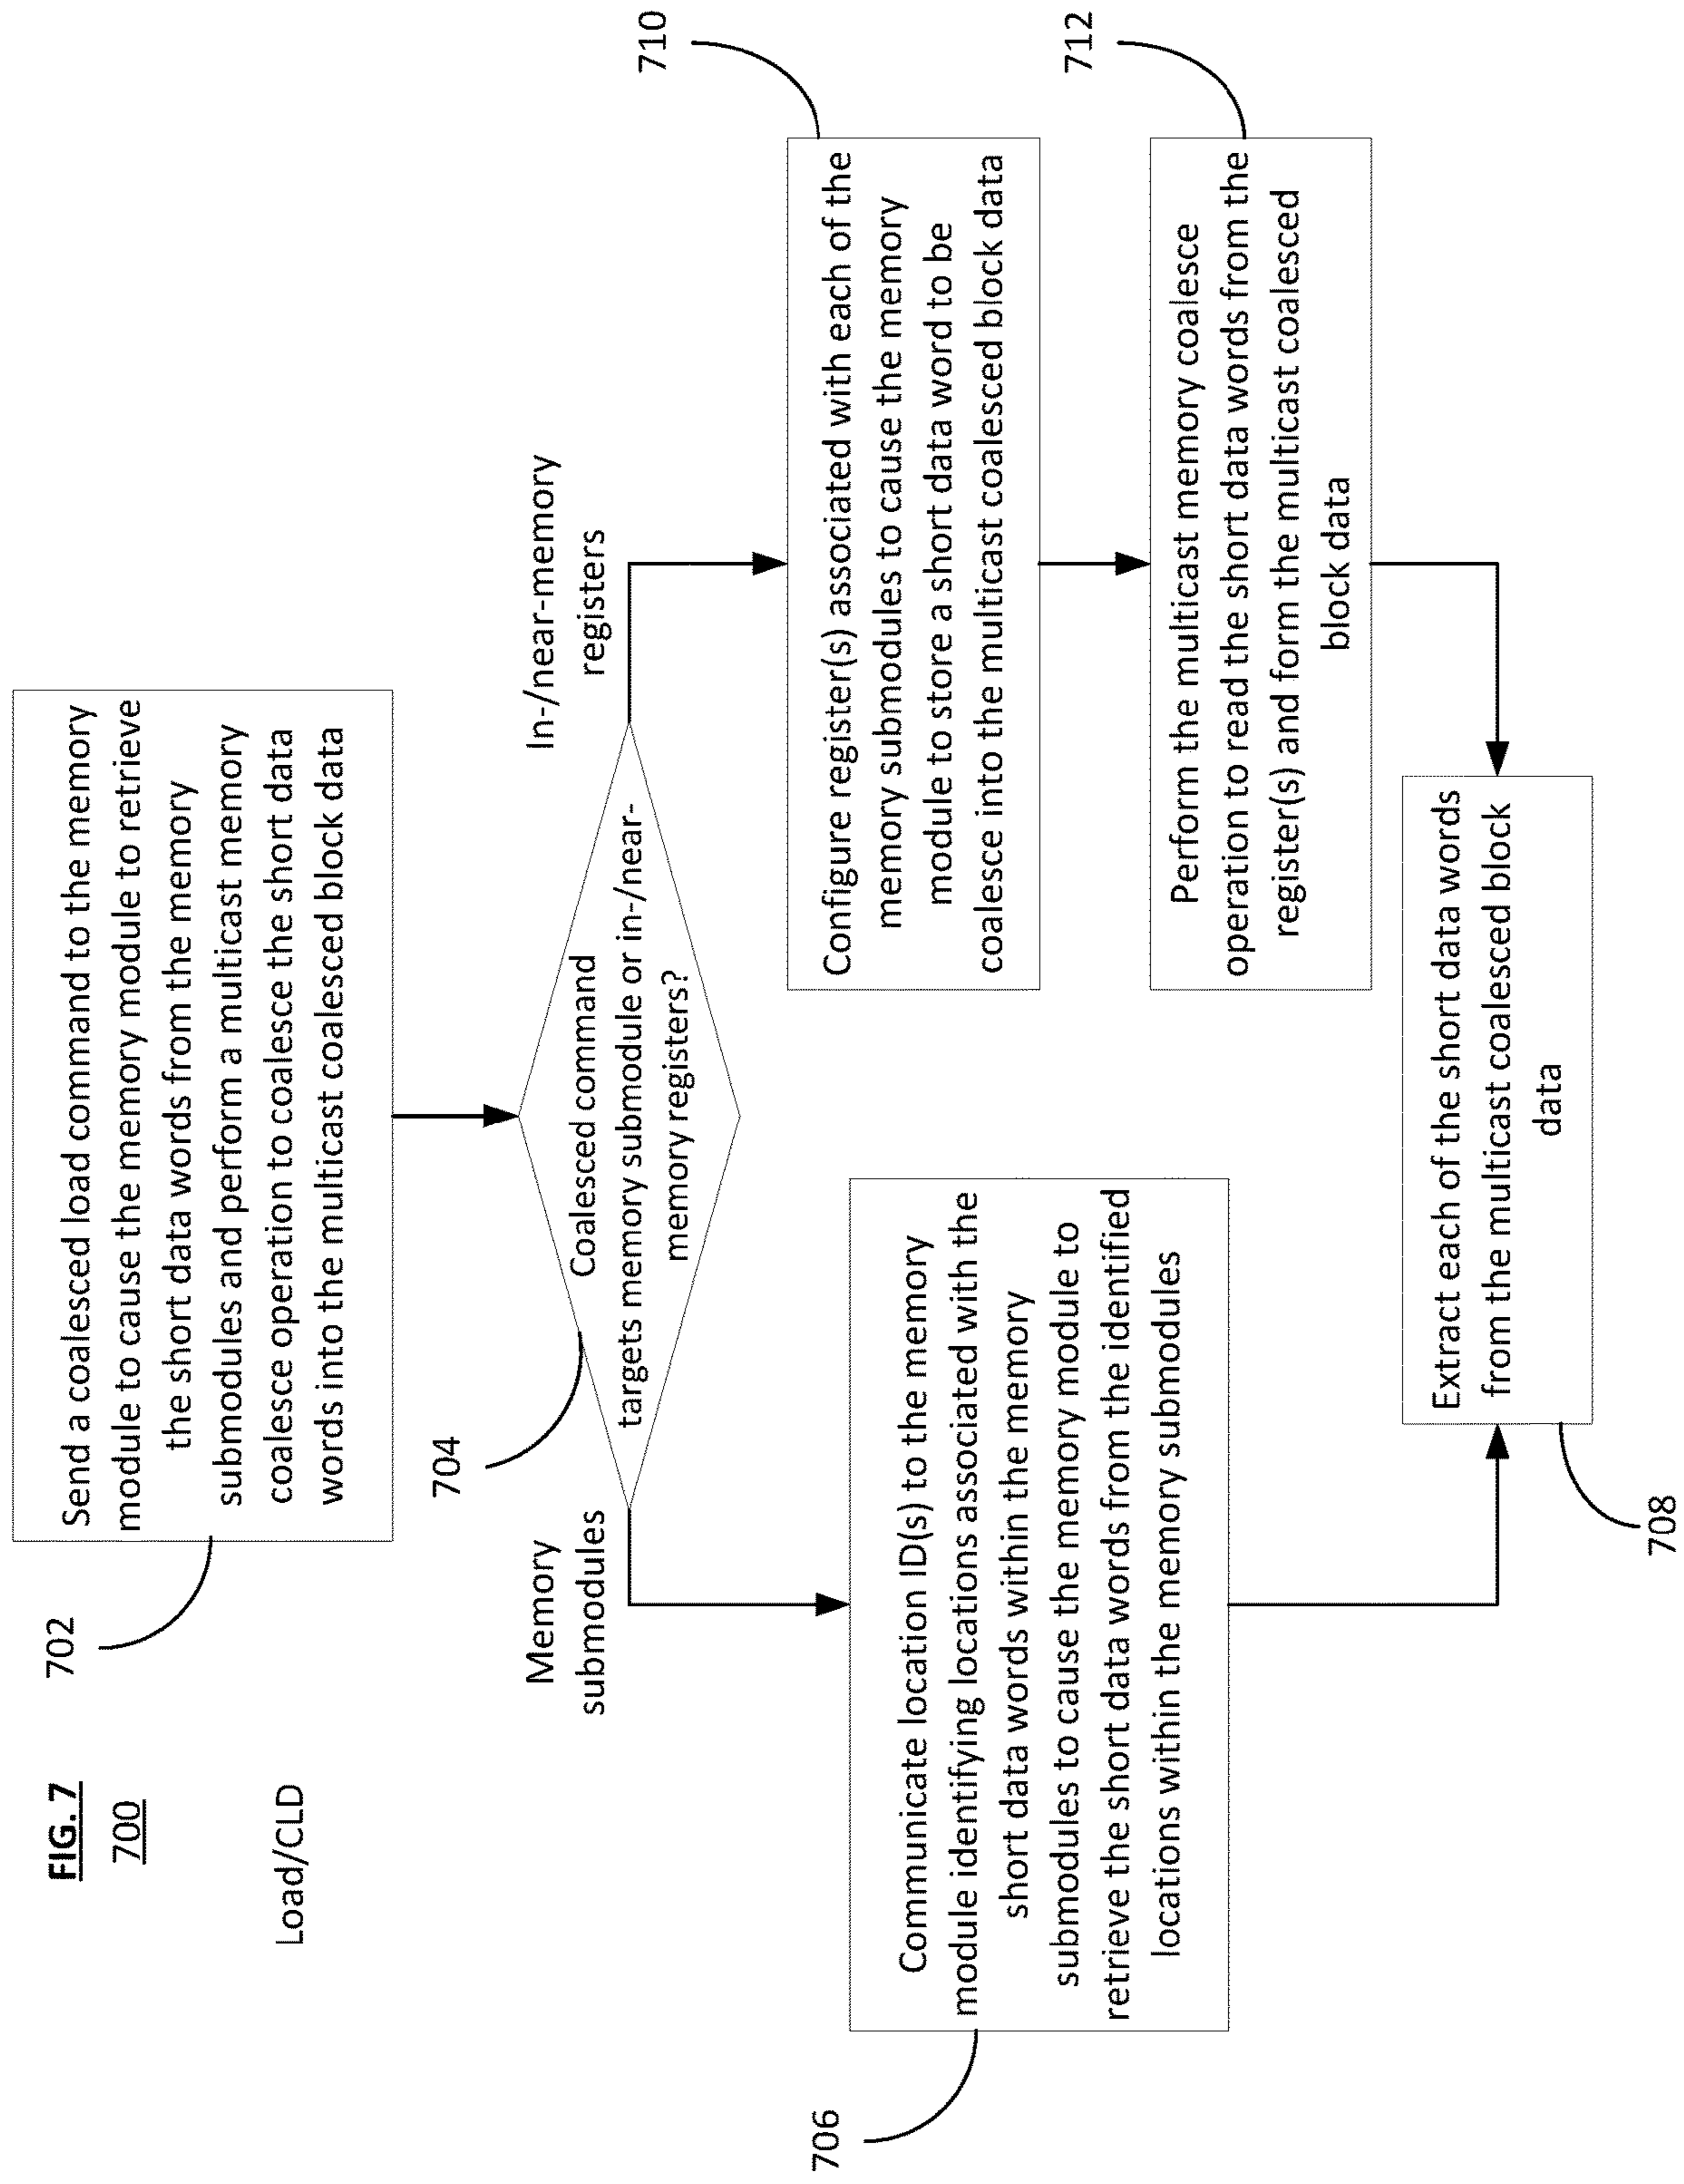 FIG. 7
700
Load/CLD
702
Send a coalesced load command to the memory
module to cause the memory module to retrieve
the short data words from the memory
submodules and perform a multicast memory
coalesce operation to coalesce the short data
words into the multicast coalesced block data
704
Coalesced command
targets memory submodule or in-/near-
memory registers?
Memory
submodules
In-/near-memory
registers
706
Communicate location ID(s) to the memory
module identifying locations associated with the
short data words within the memory
submodules to cause the memory module to
retrieve the short data words from the identified
locations within the memory submodules
710
Configure register(s) associated with each of the
memory submodules to cause the memory
module to store a short data word to be
coalesce into the multicast coalesced block data
712
Perform the multicast memory coalesce
operation to read the short data words from the
register(s) and form the multicast coalesced
block data
708
Extract each of the short data words
from the multicast coalesced block
data